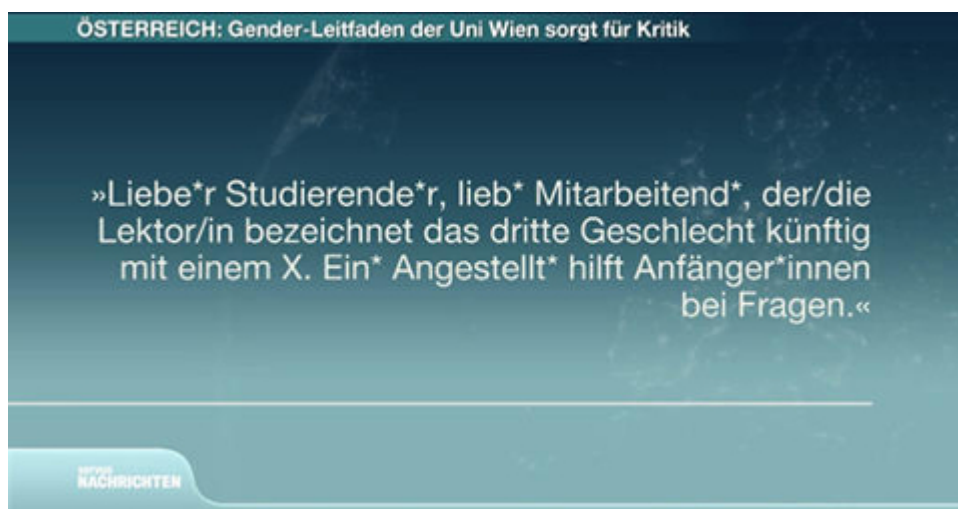 ÖSTERREICH: Gender-Leitfaden der Uni Wien sorgt für Kritik
»Liebe*r Studierende*r, lieb* Mitarbeitend*, der/die
Lektor/in bezeichnet das dritte Geschlecht künftig
mit einem X. Ein* Angestellt* hilft Anfänger*innen
bei Fragen.«
SERVUS
NACHRICHTEN